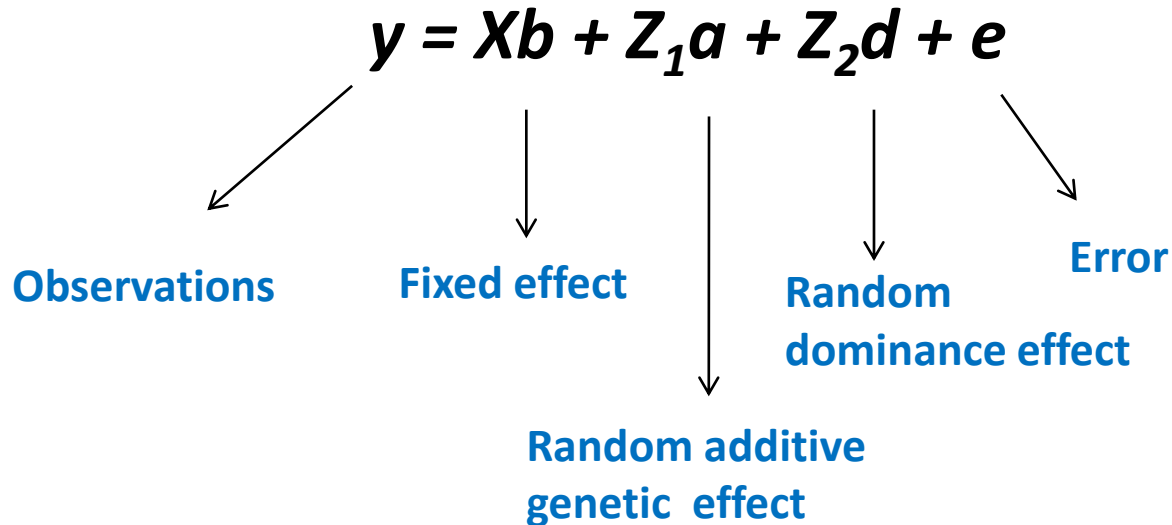 y = Xb + Z₁a + Z₂d + e
Observations
Fixed effect
Random additive
genetic effect
Random
dominance effect
Error